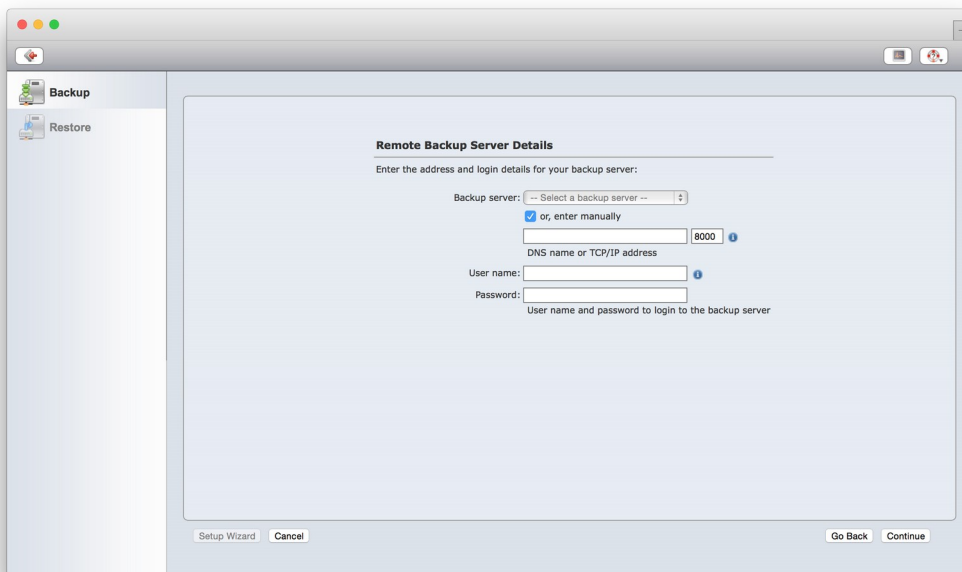 Backup
Restore
Remote Backup Server Details
Enter the address and login details for your backup server:
Backup server: -- Select a backup server --
or, enter manually
8000
DNS name or TCP/IP address
User name:
Password:
User name and password to login to the backup server
Setup Wizard Cancel Go Back Continue